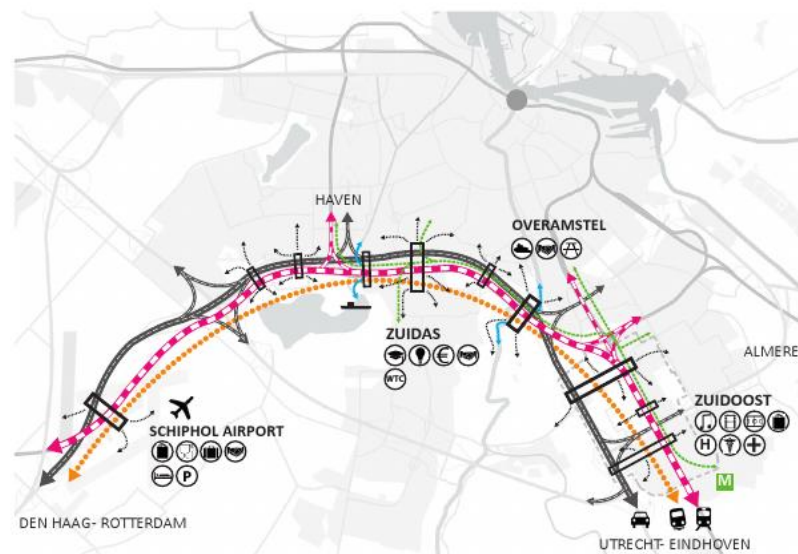 HAVEN
OVERAMSTEL
ZUIDAS
€
WTC
ALMERE
ZUIDOOST
H
SCHIPHOL AIRPORT
P
M
DEN HAAG- ROTTERDAM
UTRECHT- EINDHOVEN